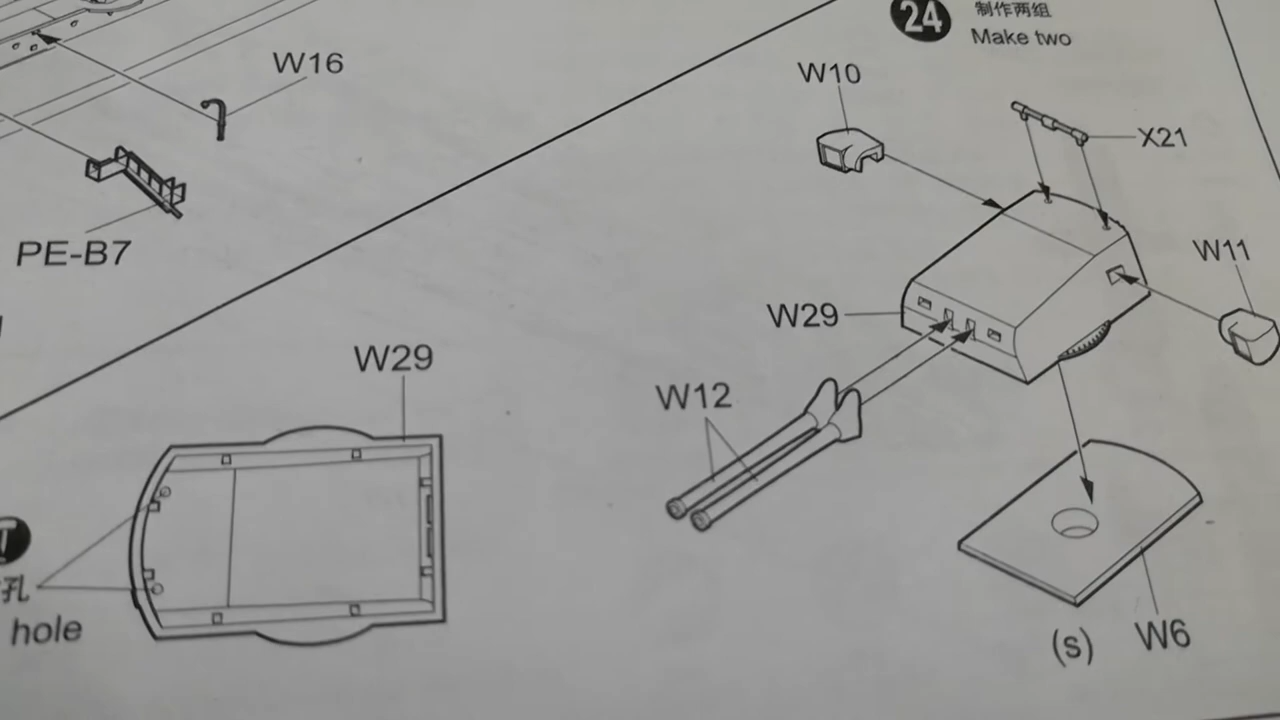 24
制作两组
Make two
W16
W10
X21
PE-B7
W11
W29
W29
W12
孔
hole
(s)
W6